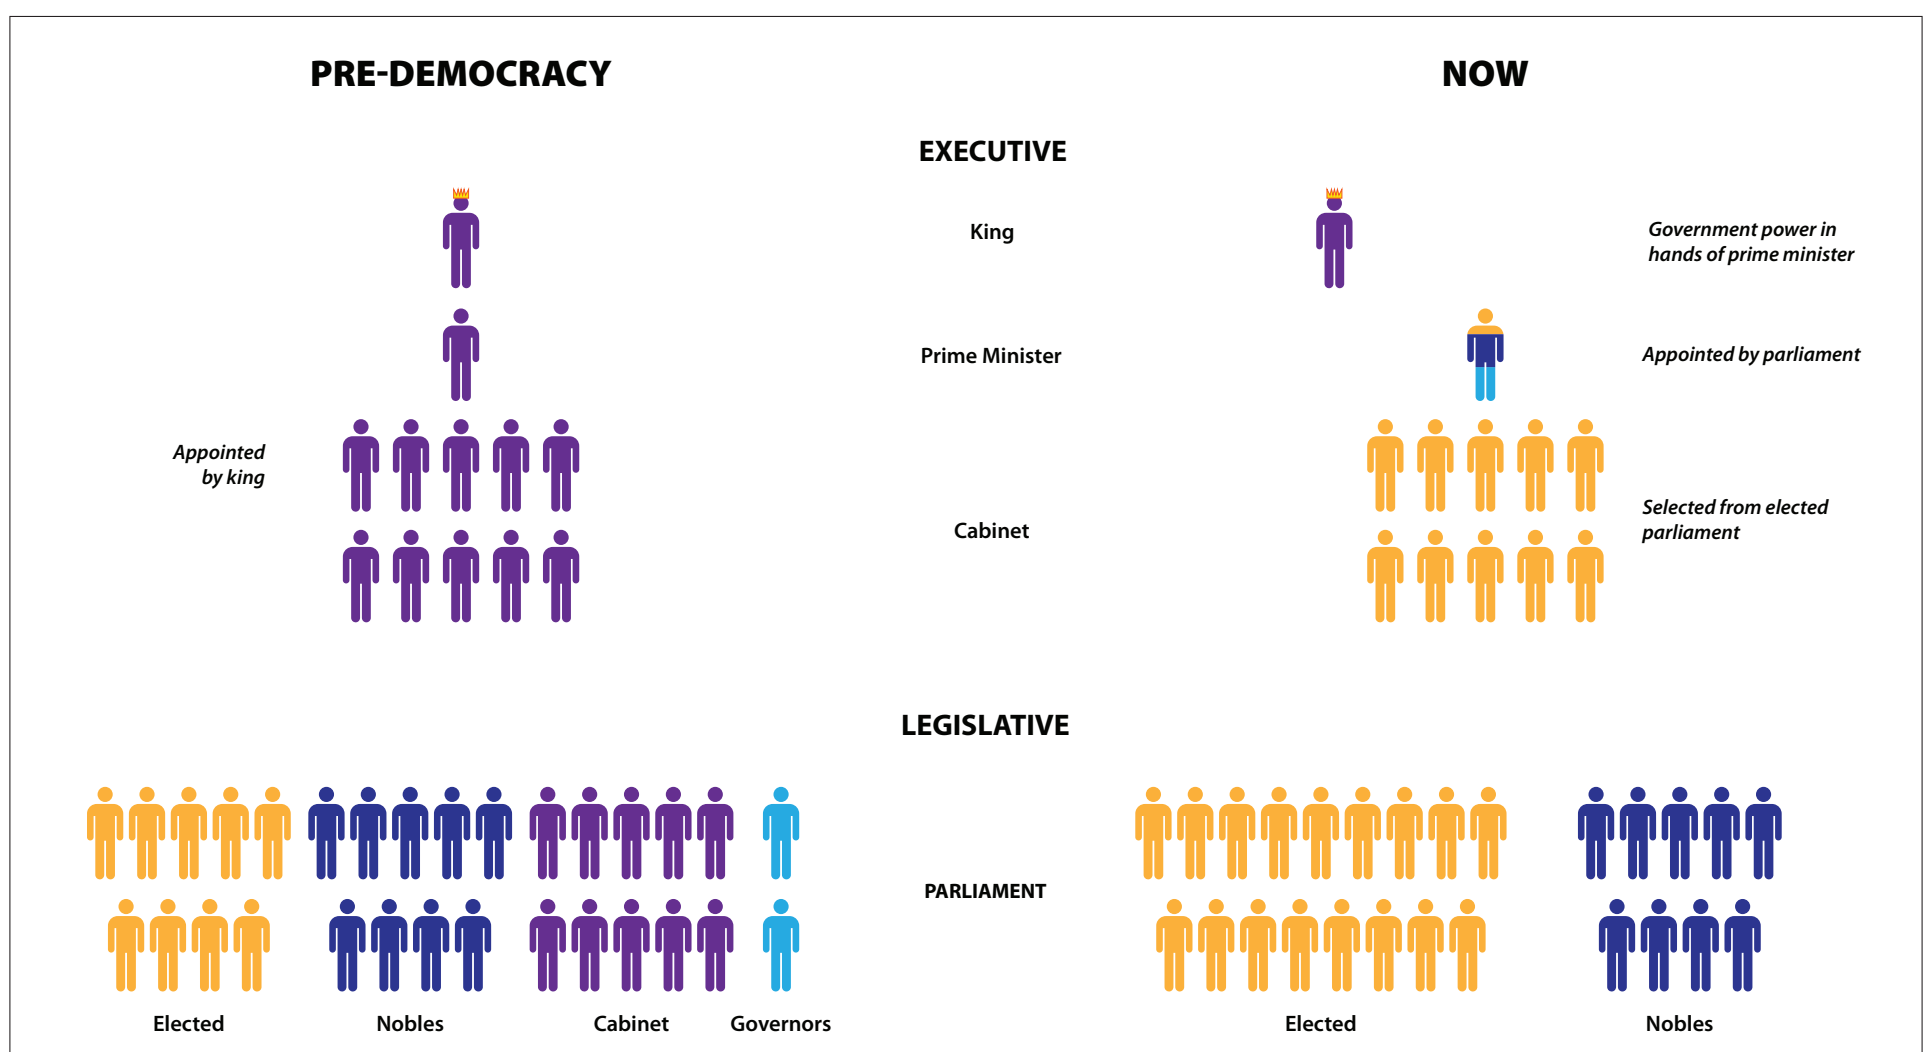 PRE-DEMOCRACY
NOW
EXECUTIVE
King
Government power in
hands of prime minister
Prime Minister
Appointed by parliament
Appointed
by king
Cabinet
Selected from elected
parliament
LEGISLATIVE
PARLIAMENT
Elected
Nobles
Cabinet
Governors
Elected
Nobles